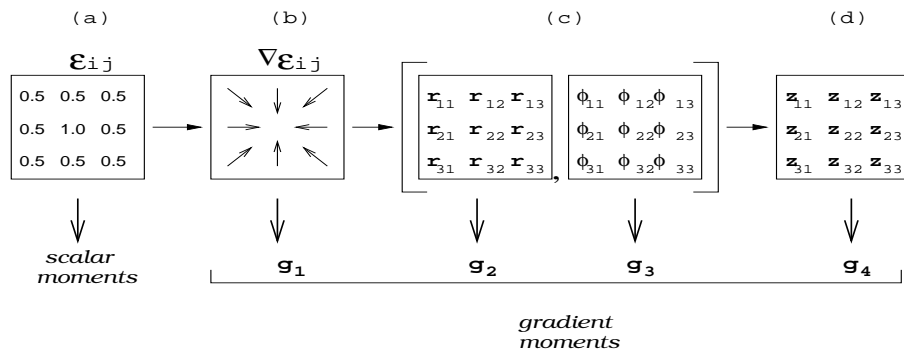 (a) (b) (c) (d)
εij ∇εij
0.5 0.5 0.5 r11 r12 r13 ϕ11 ϕ12 ϕ13 z11 z12 z13
0.5 1.0 0.5 r21 r22 r23 ϕ21 ϕ22 ϕ23 z21 z22 z23
0.5 0.5 0.5 r31 r32 r33 , ϕ31 ϕ32 ϕ33 z31 z32 z33
scalar
moments
g1 g2 g3 g4
gradient
moments